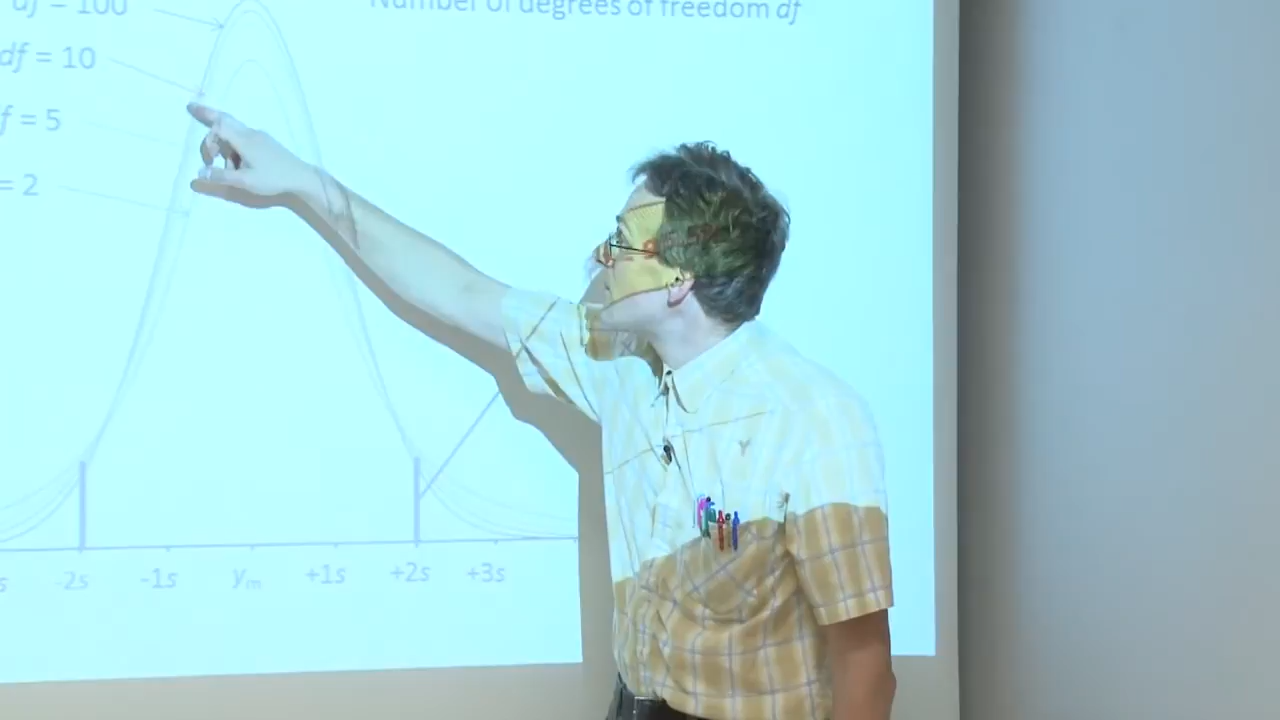 df = 100
Number of degrees of freedom df
df = 10
f = 5
= 2
s -2s -1s ym +1s +2s +3s